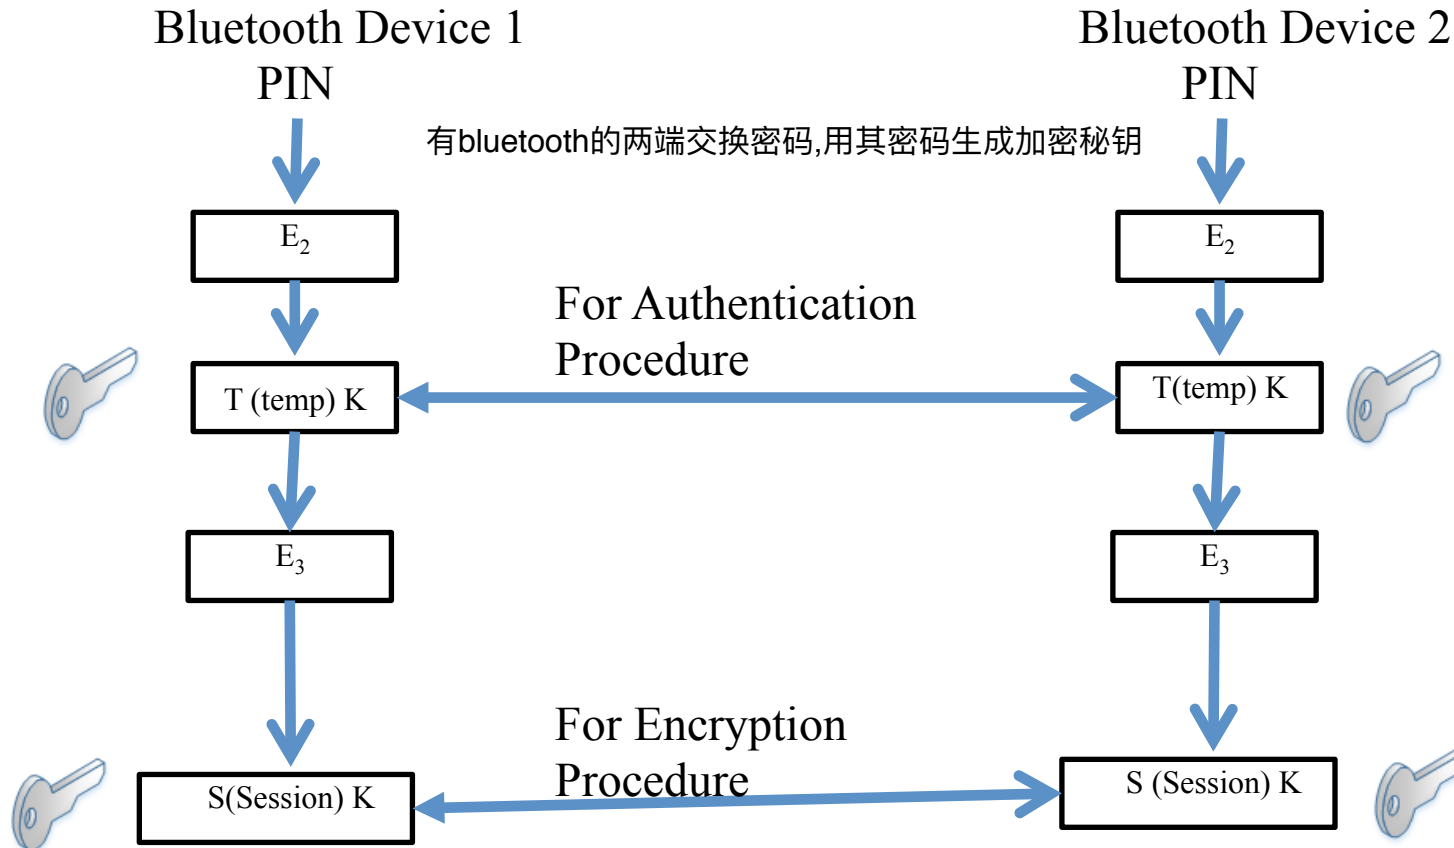 Bluetooth Device 1
PIN
Bluetooth Device 2
PIN
有bluetooth的两端交换密码,用其密码生成加密秘钥
E₂
E₂
For Authentication
Procedure
T (temp) K
T(temp) K
E₃
E₃
For Encryption
Procedure
S(Session) K
S (Session) K